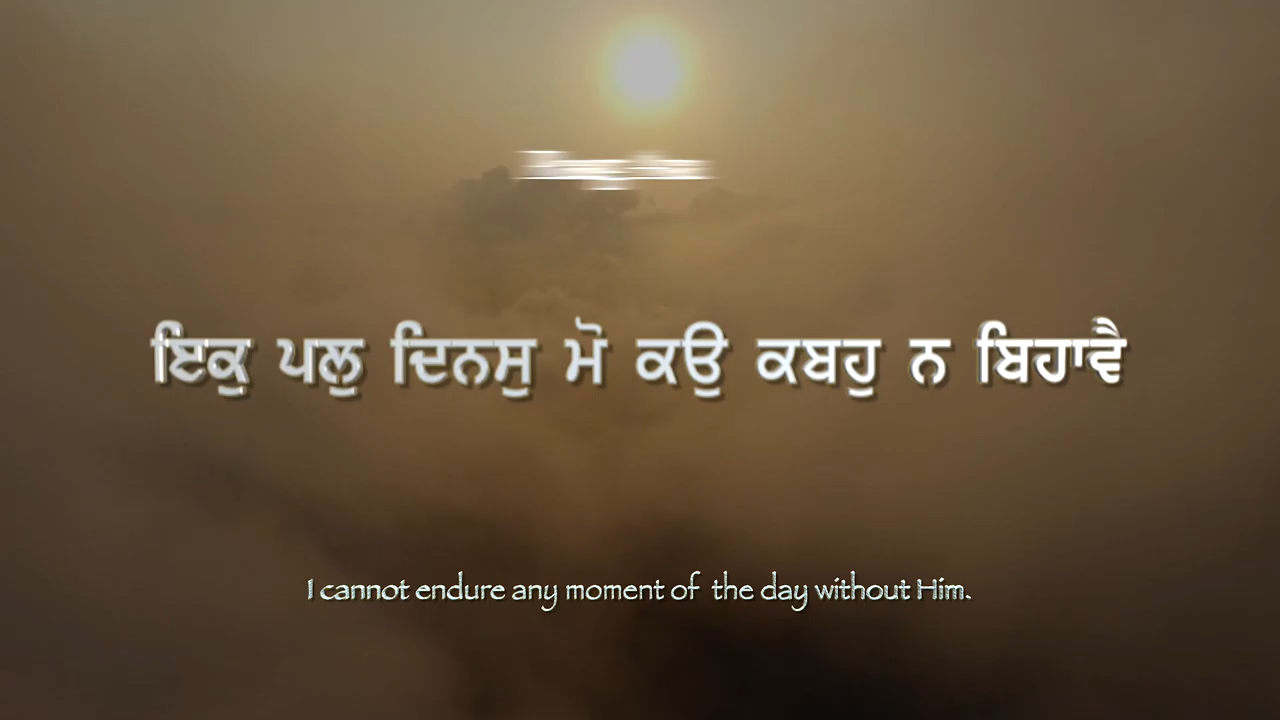 ਇਕੁ ਪਲੁ ਦਿਨਸੁ ਮੋ ਕਉ ਕਬਹੁ ਨ ਬਿਹਾਵੈ
I cannot endure any moment of the day without Him.